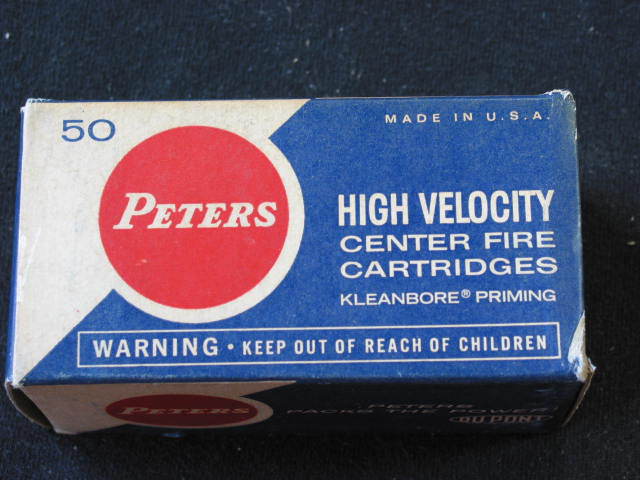 50
MADE IN U.S.A.
PETERS
HIGH VELOCITY
CENTER FIRE
CARTRIDGES
KLEANBORE® PRIMING
WARNING • KEEP OUT OF REACH OF CHILDREN
PETERS
PETERS
PACKS THE POWER!
DU PONT